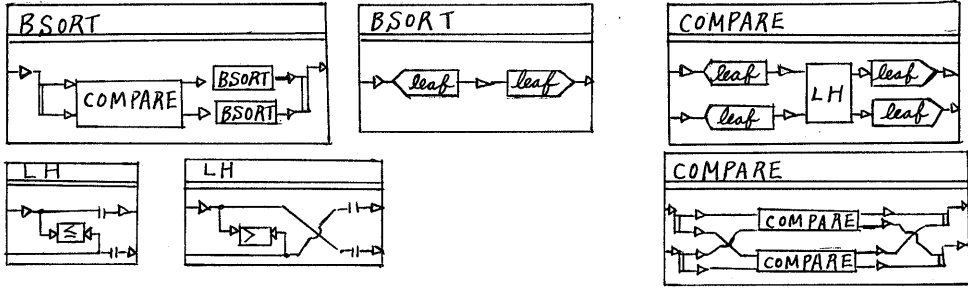 BSORT
COMPARE
BSORT
BSORT
BSORT
leaf
leaf
COMPARE
leaf
leaf
LH
leaf
leaf
LH
≤
LH
>
COMPARE
COMPARE
COMPARE